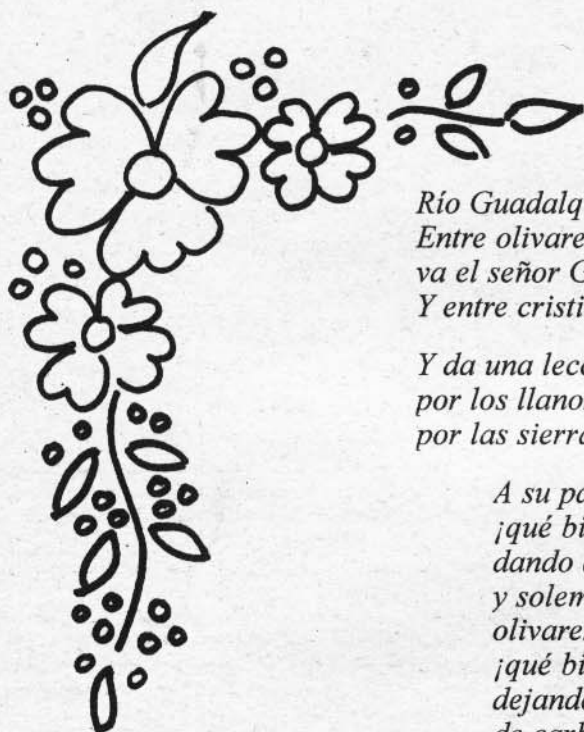 Río Guadalq
Entre olivare
va el señor G
Y entre cristi
Y da una lecc
por los llano
por las sierra
A su pa
¡qué bi
dando
y solem
olivare
¡qué bi
dejand